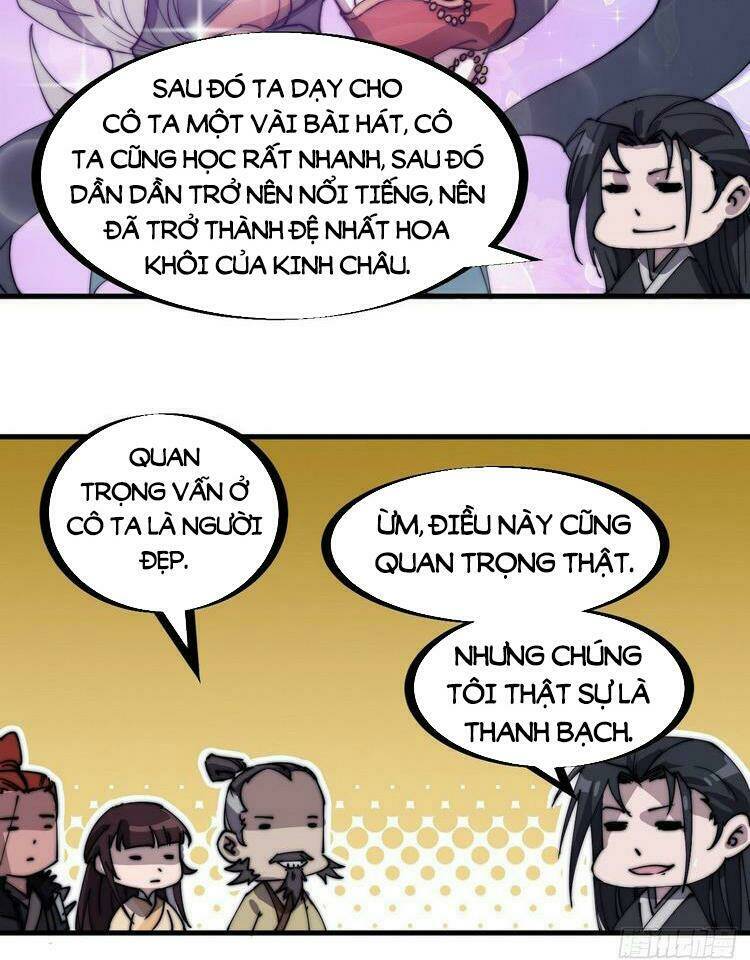 SAU ĐÓ TA DẠY CHO
CÔ TA MỘT VÀI BÀI HÁT, CÔ
TA CŨNG HỌC RẤT NHANH, SAU ĐÓ
DẦN DẦN TRỞ NÊN NỔI TIẾNG, NÊN
ĐÃ TRỞ THÀNH ĐỆ NHẤT HOA
KHÔI CỦA KINH CHÂU.
QUAN
TRỌNG VẤN Ở
CÔ TA LÀ NGƯỜI
ĐẸP.
ỪM, ĐIỀU NÀY CŨNG
QUAN TRỌNG THẬT.
NHƯNG CHÚNG
TÔI THẬT SỰ LÀ
THANH BẠCH.